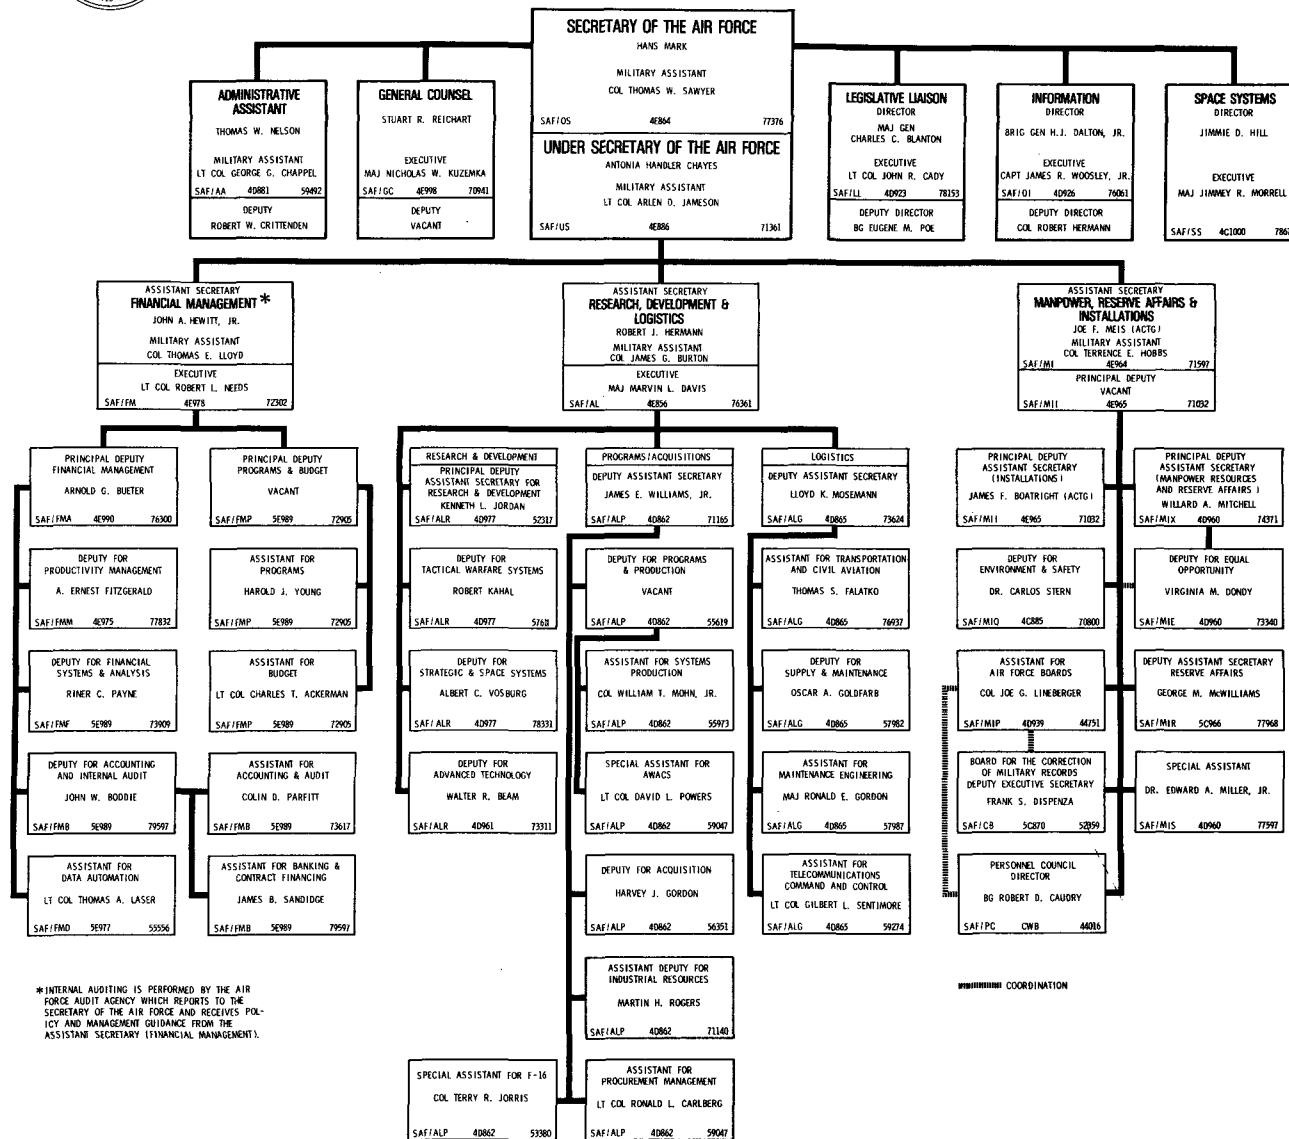 SECRETARY OF THE AIR FORCE
HANS MARK
MILITARY ASSISTANT
COL THOMAS W. SAWYER
SAF/OS 4E864 77376
UNDER SECRETARY OF THE AIR FORCE
ANTONIA HANDLER CHAYES
MILITARY ASSISTANT
LT COL ARLEN D. JAMESON
SAF/US 4E886 71361
ADMINISTRATIVE
ASSISTANT
THOMAS W. NELSON
MILITARY ASSISTANT
LT COL GEORGE G. CHAPPEL
SAF/AA 4D881 59492
DEPUTY
ROBERT W. CRITTENDEN
GENERAL COUNSEL
STUART R. REICHART
EXECUTIVE
MAJ NICHOLAS W. KUZEMKA
SAF/GC 4E998 70941
DEPUTY
VACANT
LEGISLATIVE LIAISON
DIRECTOR
MAJ GEN
CHARLES C. BLANTON
EXECUTIVE
LT COL JOHN R. CADY
SAF/LL 4D923 78153
DEPUTY DIRECTOR
BG EUGENE M. POE
INFORMATION
DIRECTOR
BRIG GEN H.J. DALTON, JR.
EXECUTIVE
CAPT JAMES R. WOOSLEY, JR.
SAF/OI 4D926 76061
DEPUTY DIRECTOR
COL ROBERT HERMANN
SPACE SYSTEMS
DIRECTOR
JIMMIE D. HILL
EXECUTIVE
MAJ JIMMEY R. MORRELL
SAF/SS 4C1000
ASSISTANT SECRETARY
FINANCIAL MANAGEMENT *
JOHN A. HEWITT, JR.
MILITARY ASSISTANT
COL THOMAS E. LLOYD
EXECUTIVE
LT COL ROBERT L. NEEDS
SAF/FM 4E978 72302
ASSISTANT SECRETARY
RESEARCH, DEVELOPMENT &
LOGISTICS
ROBERT J. HERMANN
MILITARY ASSISTANT
COL JAMES G. BURTON
EXECUTIVE
MAJ MARVIN L. DAVIS
SAF/AL 4E856 76361
ASSISTANT SECRETARY
MANPOWER, RESERVE AFFAIRS &
INSTALLATIONS
JOE F. MEIS (ACTG)
MILITARY ASSISTANT
COL TERRENCE E. HOBBS
SAF/MI 4E964 71597
PRINCIPAL DEPUTY
VACANT
SAF/MII 4E965 71032
PRINCIPAL DEPUTY
FINANCIAL MANAGEMENT
ARNOLD G. BUETER
SAF/FMA 4E990 76300
PRINCIPAL DEPUTY
PROGRAMS & BUDGET
VACANT
SAF/FMP 5E989 72905
RESEARCH & DEVELOPMENT
PRINCIPAL DEPUTY
ASSISTANT SECRETARY FOR
RESEARCH & DEVELOPMENT
KENNETH L. JORDAN
SAF/ALR 4D977 52317
PROGRAMS/ACQUISITIONS
DEPUTY ASSISTANT SECRETARY
JAMES E. WILLIAMS, JR.
SAF/ALP 4D862 71165
LOGISTICS
DEPUTY ASSISTANT SECRETARY
LLOYD K. MOSEMANN
SAF/ALG 4D865 73624
PRINCIPAL DEPUTY
ASSISTANT SECRETARY
(INSTALLATIONS)
JAMES F. BOATRIGHT (ACTG)
SAF/MII 4E965 71032
PRINCIPAL DEPUTY
ASSISTANT SECRETARY
(MANPOWER RESOURCES
AND RESERVE AFFAIRS)
WILLARD A. MITCHELL
SAF/MIX 4D960 74371
DEPUTY FOR
PRODUCTIVITY MANAGEMENT
A. ERNEST FITZGERALD
SAF/FMM 4E975 77832
ASSISTANT FOR
PROGRAMS
HAROLD J. YOUNG
SAF/FMP 5E989 72905
DEPUTY FOR
TACTICAL WARFARE SYSTEMS
ROBERT KAHAL
SAF/ALR 4D977
DEPUTY FOR PROGRAMS
& PRODUCTION
VACANT
SAF/ALP 4D862 55619
ASSISTANT FOR TRANSPORTATION
AND CIVIL AVIATION
THOMAS S. FALATKO
SAF/ALG 4D865 76937
DEPUTY FOR
ENVIRONMENT & SAFETY
DR. CARLOS STERN
SAF/MIQ 4C885 70800
DEPUTY FOR EQUAL
OPPORTUNITY
VIRGINIA M. DONDY
SAF/MIE 4D960 73340
DEPUTY FOR FINANCIAL
SYSTEMS & ANALYSIS
RINER C. PAYNE
SAF/FMF 5E989 73909
ASSISTANT FOR
BUDGET
LT COL CHARLES T. ACKERMAN
SAF/FMP 5E989 72905
DEPUTY FOR
STRATEGIC & SPACE SYSTEMS
ALBERT C. VOSBURG
SAF/ALR 4D977 78331
ASSISTANT FOR SYSTEMS
PRODUCTION
COL WILLIAM T. MOHN, JR.
SAF/ALP 4D862 55973
DEPUTY FOR
SUPPLY & MAINTENANCE
OSCAR A. GOLDFARB
SAF/ALG 4D865 57982
ASSISTANT FOR
AIR FORCE BOARDS
COL JOE G. LINEBERGER
SAF/MIP 4D939 44751
DEPUTY ASSISTANT SECRETARY
RESERVE AFFAIRS
GEORGE M. McWILLIAMS
SAF/MIR 5C966 77968
DEPUTY FOR ACCOUNTING
AND INTERNAL AUDIT
JOHN W. BODDIE
SAF/FMB 5E989 79597
ASSISTANT FOR
ACCOUNTING & AUDIT
COLIN D. PARFITT
SAF/FMB 5E989 73617
DEPUTY FOR
ADVANCED TECHNOLOGY
WALTER R. BEAM
SAF/ALR 4D961 73311
SPECIAL ASSISTANT FOR
AWACS
LT COL DAVID L. POWERS
SAF/ALP 4D862 59047
ASSISTANT FOR
MAINTENANCE ENGINEERING
MAJ RONALD E. GORDON
SAF/ALG 4D865 57987
BOARD FOR THE CORRECTION
OF MILITARY RECORDS
DEPUTY EXECUTIVE SECRETARY
FRANK S. DISPENZA
SAF/CB 5C870 52359
SPECIAL ASSISTANT
DR. EDWARD A. MILLER, JR.
SAF/MIS 4D960 77597
ASSISTANT FOR
DATA AUTOMATION
LT COL THOMAS A. LASER
SAF/FMD 5E977 55556
ASSISTANT FOR BANKING &
CONTRACT FINANCING
JAMES B. SANDIDGE
SAF/FMB 5E989 79597
DEPUTY FOR ACQUISITION
HARVEY J. GORDON
SAF/ALP 4D862 56351
ASSISTANT FOR
TELECOMMUNICATIONS
COMMAND AND CONTROL
LT COL GILBERT L. SENTIMORE
SAF/ALG 4D865 59274
PERSONNEL COUNCIL
DIRECTOR
BG ROBERT D. CAUDRY
SAF/PC CWB 44016
*INTERNAL AUDITING IS PERFORMED BY THE AIR
FORCE AUDIT AGENCY WHICH REPORTS TO THE
SECRETARY OF THE AIR FORCE AND RECEIVES POL-
ICY AND MANAGEMENT GUIDANCE FROM THE
ASSISTANT SECRETARY (FINANCIAL MANAGEMENT).
ASSISTANT DEPUTY FOR
INDUSTRIAL RESOURCES
MARTIN H. ROGERS
SAF/ALP 4D862 71140
COORDINATION
SPECIAL ASSISTANT FOR F-16
COL TERRY R. JORRIS
SAF/ALP 4D862 53380
ASSISTANT FOR
PROCUREMENT MANAGEMENT
LT COL RONALD L. CARLBERG
SAF/ALP 4D862 59047